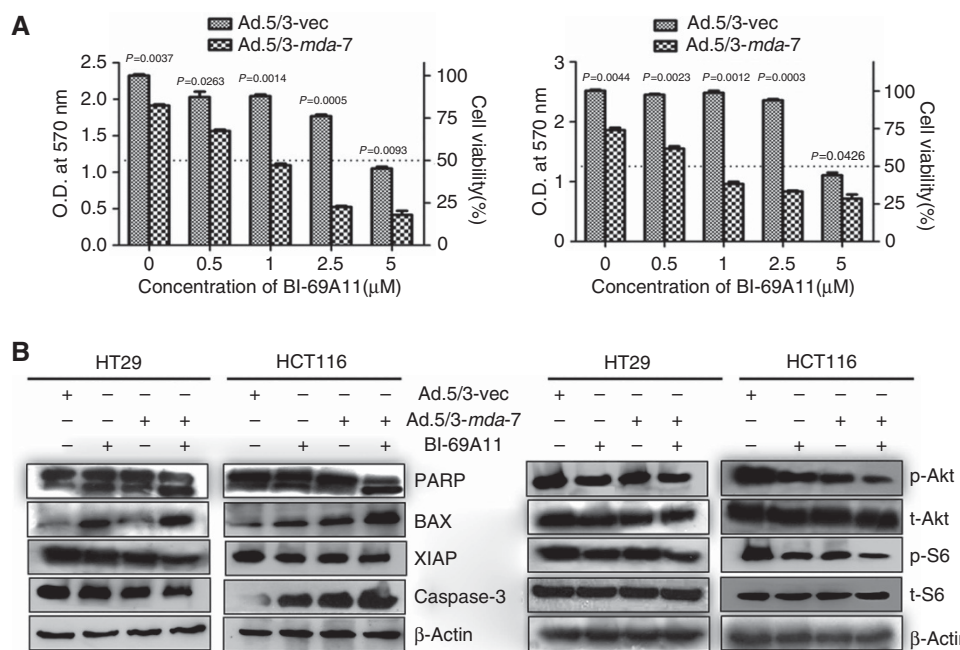 A
Ad.5/3-vec
Ad.5/3-mda-7
2.5
2.0
1.5
1.0
0.5
0.0
O.D. at 570 nm
P=0.0037
P=0.0263
P=0.0014
P=0.0005
P=0.0093
100
75
50
25
0
Cell viability(%)
0 0.5 1 2.5 5
Concentration of BI-69A11(μM)
Ad.5/3-vec
Ad.5/3-mda-7
3
2
1
0
O.D. at 570 nm
P=0.0044
P=0.0023
P=0.0012
P=0.0003
P=0.0426
100
75
50
25
0
Cell viability(%)
0 0.5 1 2.5 5
Concentration of BI-69A11(μM)
B
HT29 HCT116 HT29 HCT116
+ – – – + – – – Ad.5/3-vec + – – – + – – –
– – + + – – + + Ad.5/3-mda-7 – – + + – – + +
– + – + – + – + BI-69A11 – + – + – + – +
PARP p-Akt
BAX t-Akt
XIAP p-S6
Caspase-3 t-S6
β-Actin β-Actin